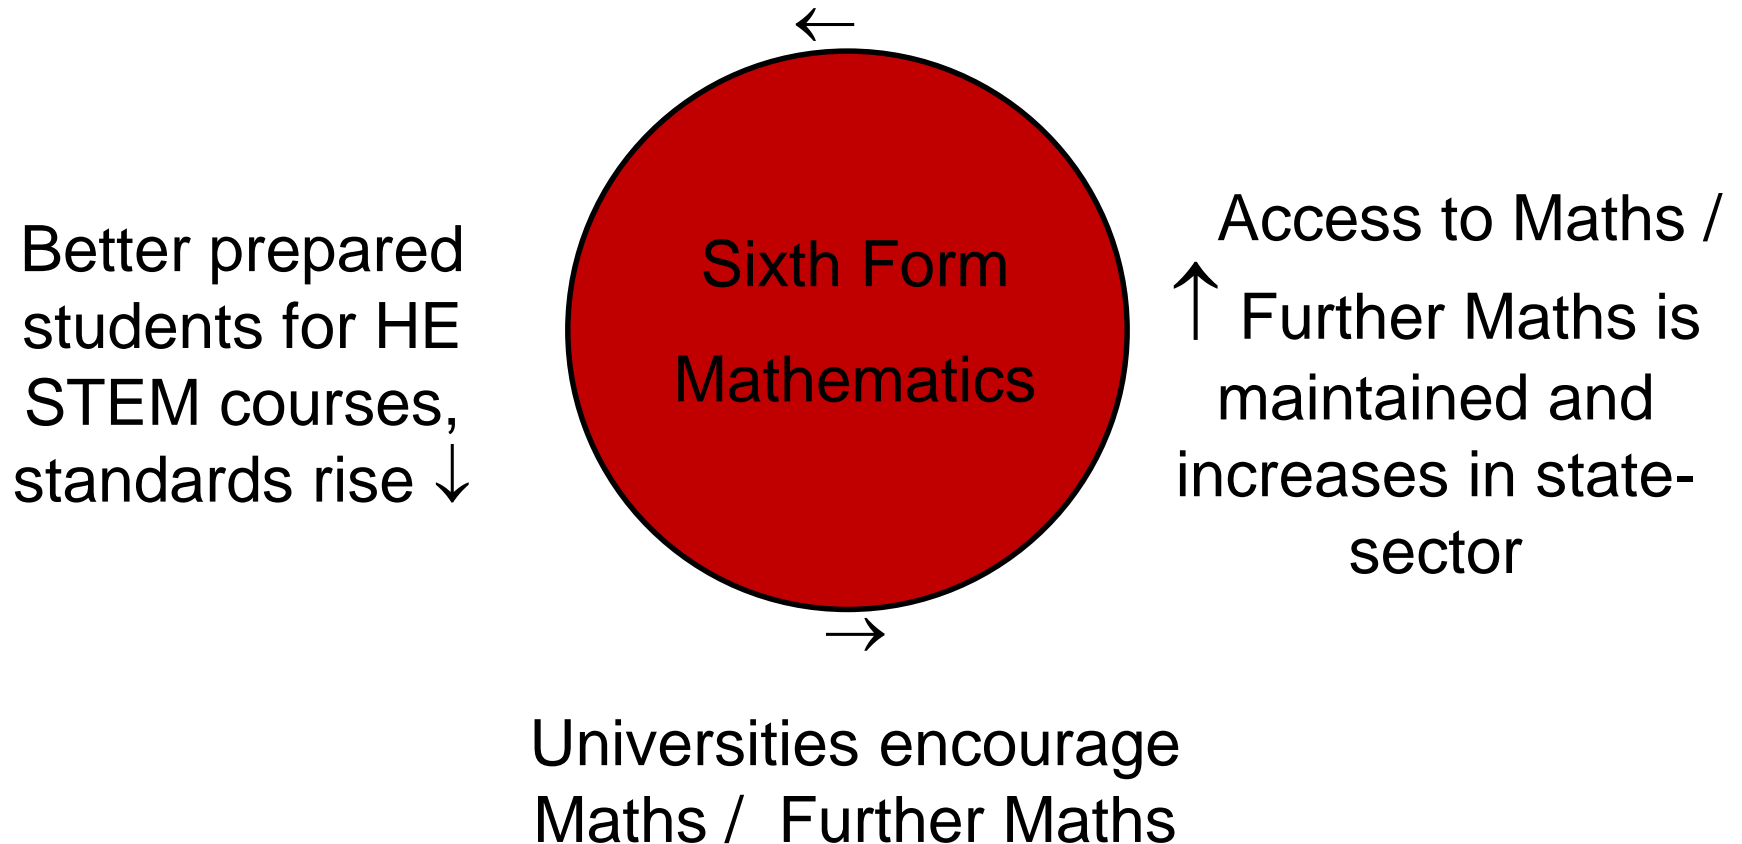 ←
Better prepared
students for HE
STEM courses,
standards rise ↓
Sixth Form
Mathematics
Access to Maths /
↑ Further Maths is
maintained and
increases in state-
sector
→
Universities encourage
Maths / Further Maths